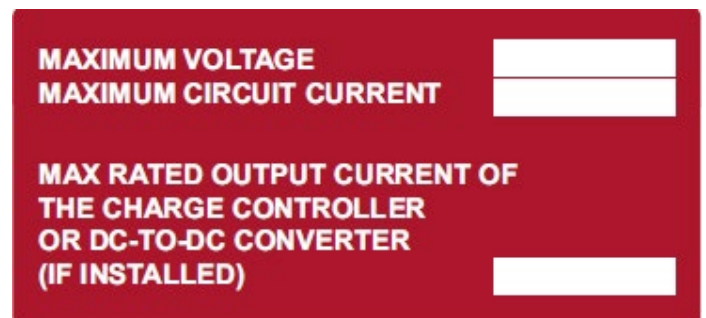 MAXIMUM VOLTAGE
MAXIMUM CIRCUIT CURRENT
MAX RATED OUTPUT CURRENT OF
THE CHARGE CONTROLLER
OR DC-TO-DC CONVERTER
(IF INSTALLED)